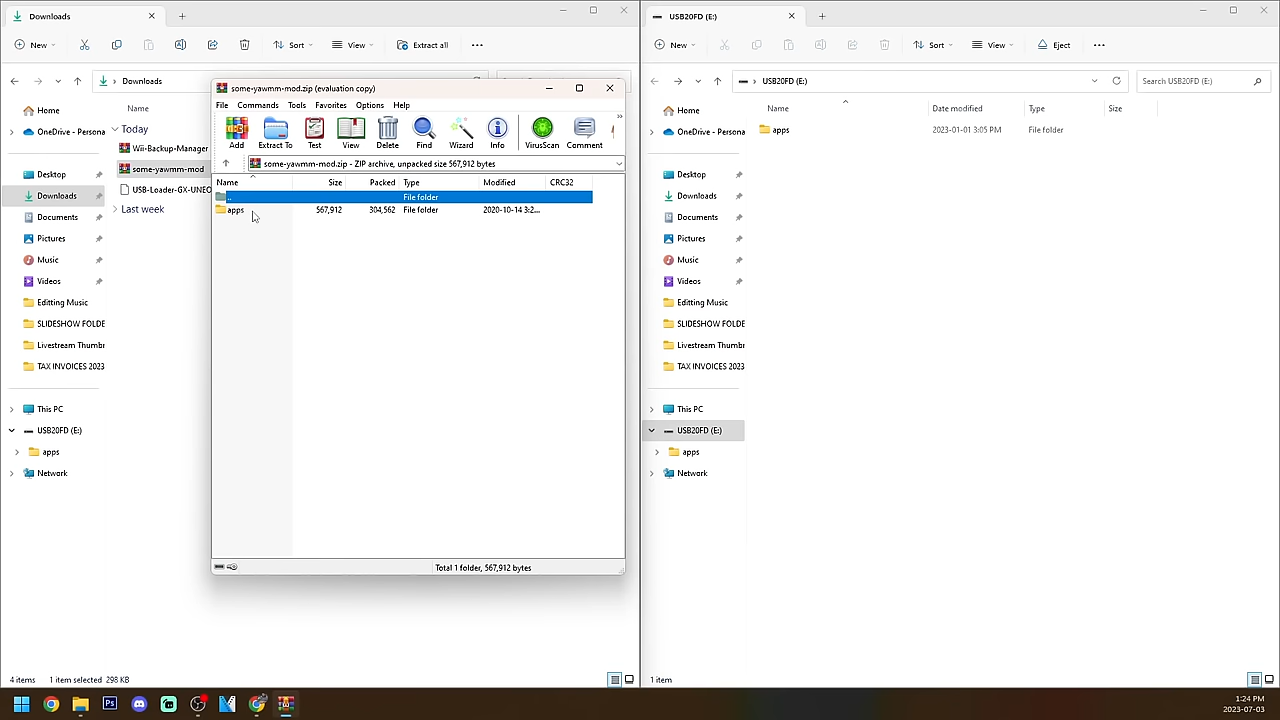 Downloads
New
Sort
View
Extract all
Downloads
Home
OneDrive - Persona
Desktop
Downloads
Documents
Pictures
Music
Videos
Editting Music
SLIDESHOW FOLDE
Livestream Thumbr
TAX INVOICES 2023
This PC
USB20FD (E:)
apps
Network
Name
Today
Wii-Backup-Manager
some-yawmm-mod
USB-Loader-GX-UNEO
Last week
4 items 1 item selected 298 KB
some-yawmm-mod.zip (evaluation copy)
File Commands Tools Favorites Options Help
Add Extract To Test View Delete Find Wizard Info VirusScan Comment
some-yawmm-mod.zip - ZIP archive, unpacked size 567,912 bytes
Name Size Packed Type Modified CRC32
.. File folder
apps 567,912 304,562 File folder 2020-10-14 3:2...
Total 1 folder, 567,912 bytes
USB20FD (E:)
New
Sort
View
Eject
USB20FD (E:)
Search USB20FD (E:)
Home
OneDrive - Persona
Desktop
Downloads
Documents
Pictures
Music
Videos
Editting Music
SLIDESHOW FOLDE
Livestream Thumbr
TAX INVOICES 2023
This PC
USB20FD (E:)
apps
Network
Name Date modified Type Size
apps 2023-01-01 3:05 PM File folder
1 item
Ps
1:24 PM
2023-07-03